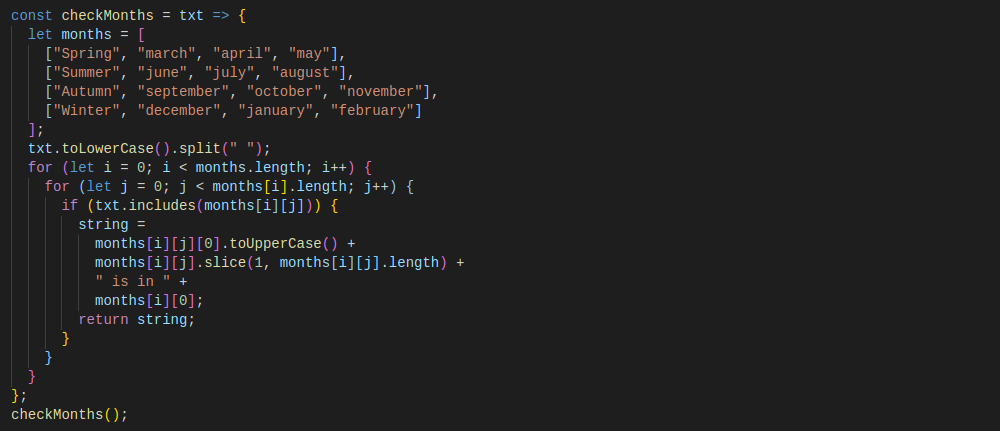 const checkMonths = txt => {
  let months = [
    ["Spring", "march", "april", "may"],
    ["Summer", "june", "july", "august"],
    ["Autumn", "september", "october", "november"],
    ["Winter", "december", "january", "february"]
  ];
  txt.toLowerCase().split(" ");
  for (let i = 0; i < months.length; i++) {
    for (let j = 0; j < months[i].length; j++) {
      if (txt.includes(months[i][j])) {
        string =
          months[i][j][0].toUpperCase() +
          months[i][j].slice(1, months[i][j].length) +
          " is in " +
          months[i][0];
        return string;
      }
    }
  }
};
checkMonths();